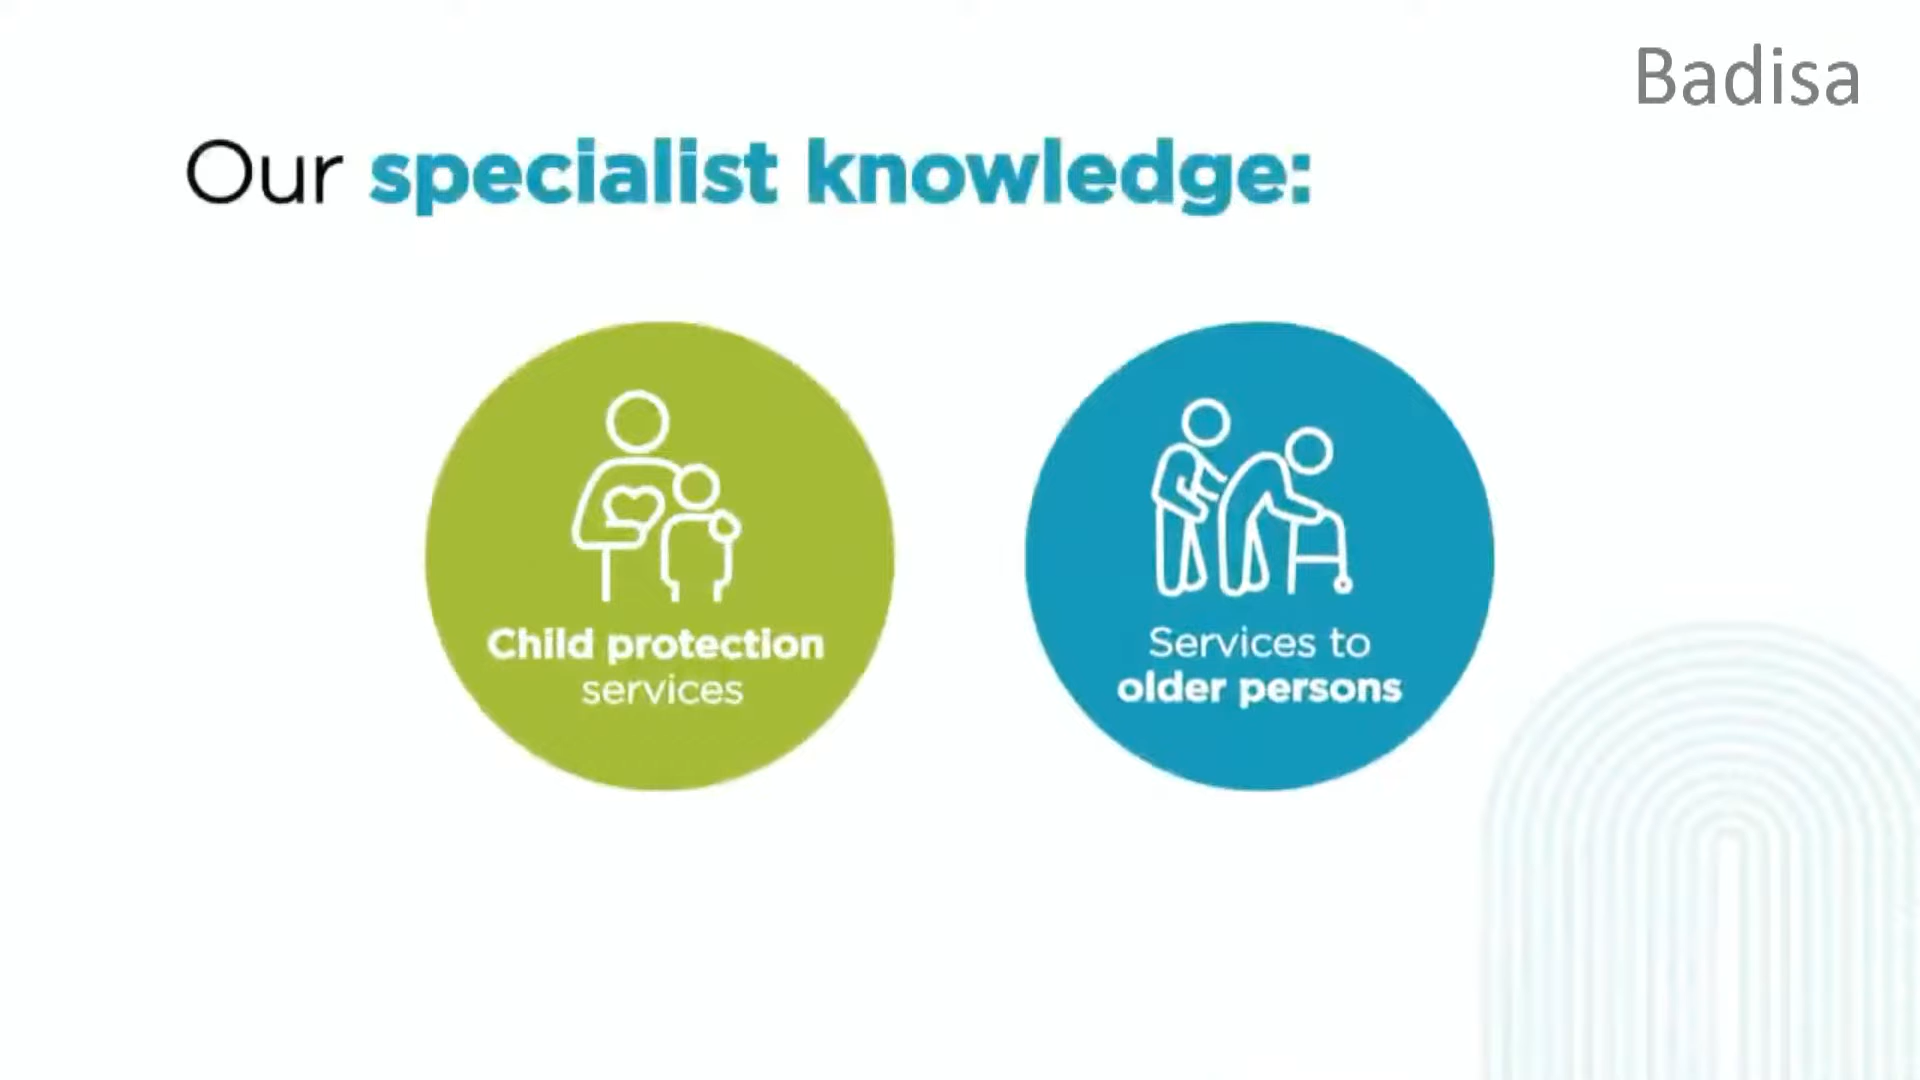 Badisa
Our specialist knowledge:
Child protection
services
Services to
older persons